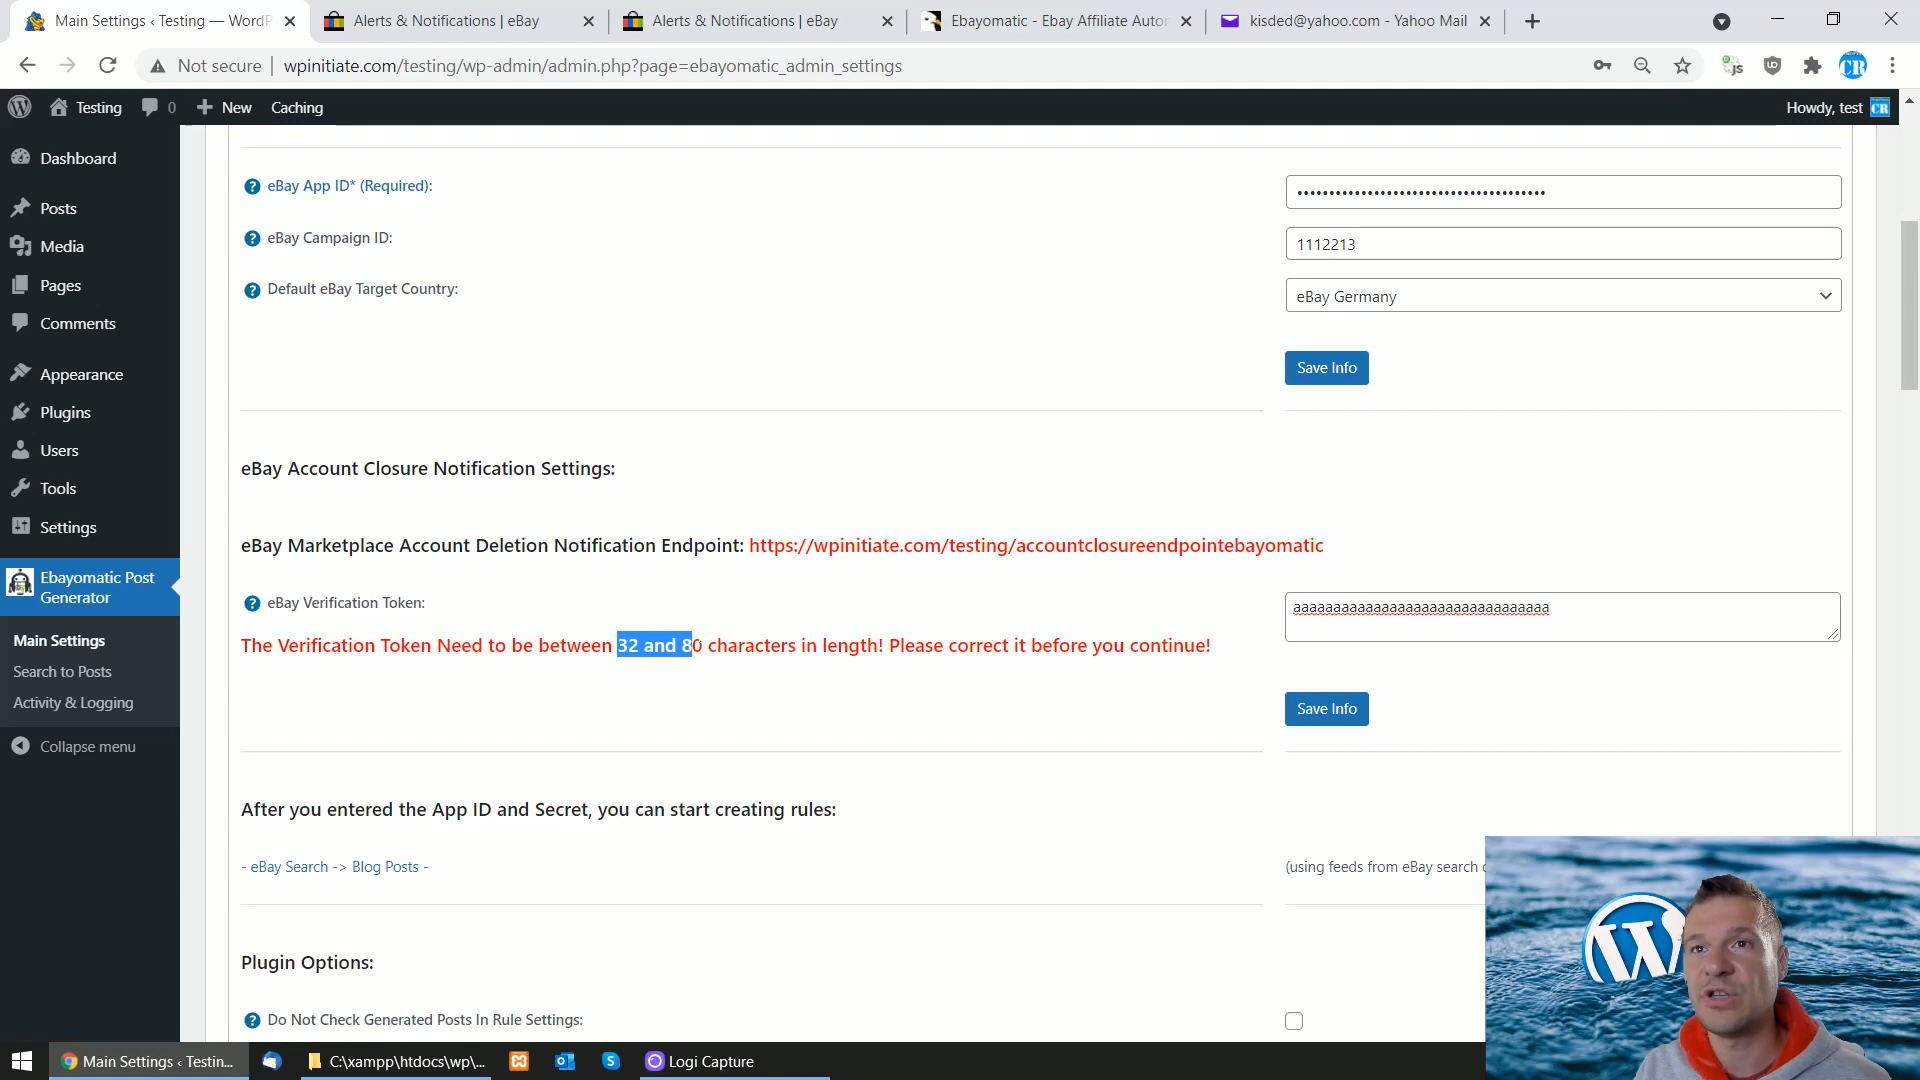 Main Settings ‹ Testing — WordP
Alerts & Notifications | eBay
Alerts & Notifications | eBay
Ebayomatic - Ebay Affiliate Autom
kisded@yahoo.com - Yahoo Mail
Not secure
wpinitiate.com/testing/wp-admin/admin.php?page=ebayomatic_admin_settings
Testing
0
New
Caching
Howdy, test
Dashboard
Posts
Media
Pages
Comments
Appearance
Plugins
Users
Tools
Settings
Ebayomatic Post
Generator
Main Settings
Search to Posts
Activity & Logging
Collapse menu
eBay App ID* (Required):
eBay Campaign ID:
1112213
Default eBay Target Country:
eBay Germany
Save Info
eBay Account Closure Notification Settings:
eBay Marketplace Account Deletion Notification Endpoint: https://wpinitiate.com/testing/accountclosureendpointebayomatic
eBay Verification Token:
The Verification Token Need to be between 32 and 80 characters in length! Please correct it before you continue!
Save Info
After you entered the App ID and Secret, you can start creating rules:
- eBay Search -> Blog Posts -
(using feeds from eBay search
Plugin Options:
Do Not Check Generated Posts In Rule Settings:
Main Settings ‹ Testin...
C:\xampp\htdocs\wp\...
Logi Capture